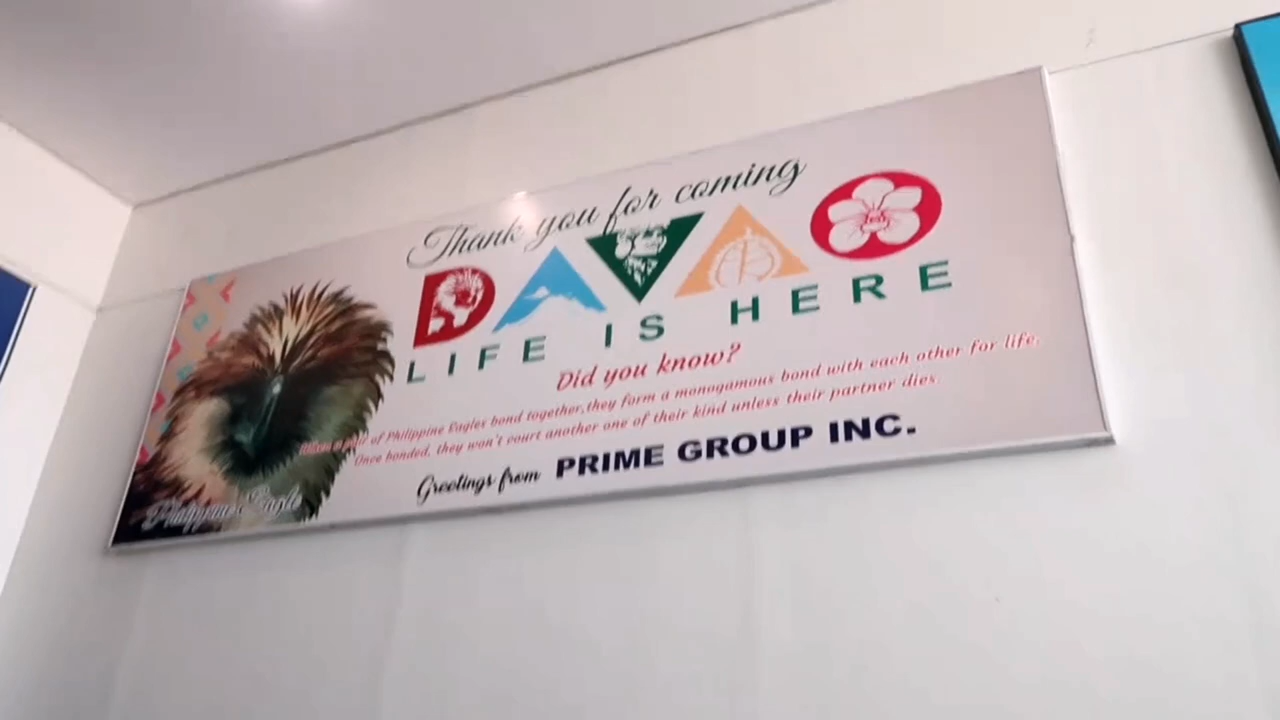 Thank you for coming
DAVAO
LIFE IS HERE
Did you know?
When a pair of Philippine Eagles bond together,they form a monogamous bond with each other for life.
Once bonded, they won't court another one of their kind unless their partner dies.
Greetings from PRIME GROUP INC.
Philippine Eagle